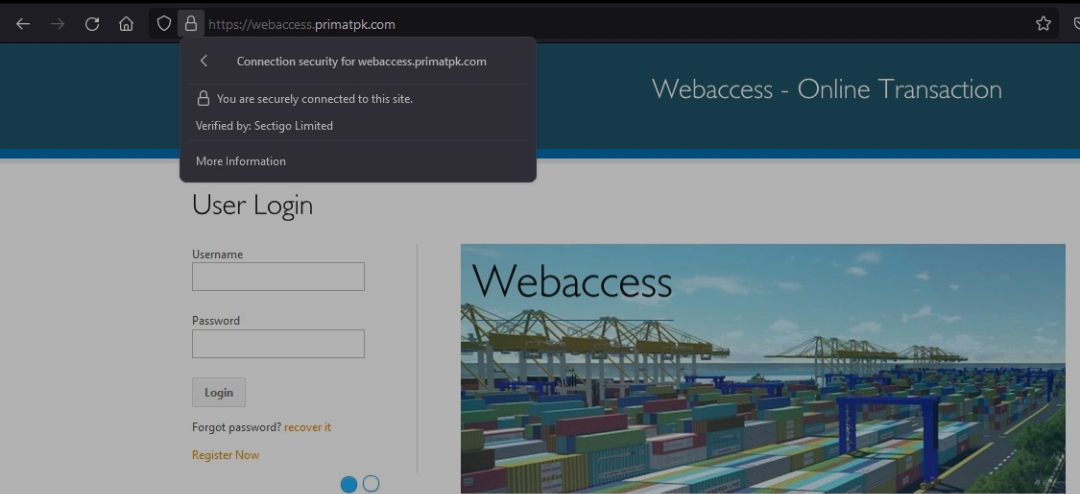 https://webaccess.primatpk.com
Connection security for webaccess.primatpk.com
You are securely connected to this site.
Verified by: Sectigo Limited
More Information
Webaccess - Online Transaction
User Login
Username
Password
Login
Forgot password? recover it
Register Now
Webaccess
null